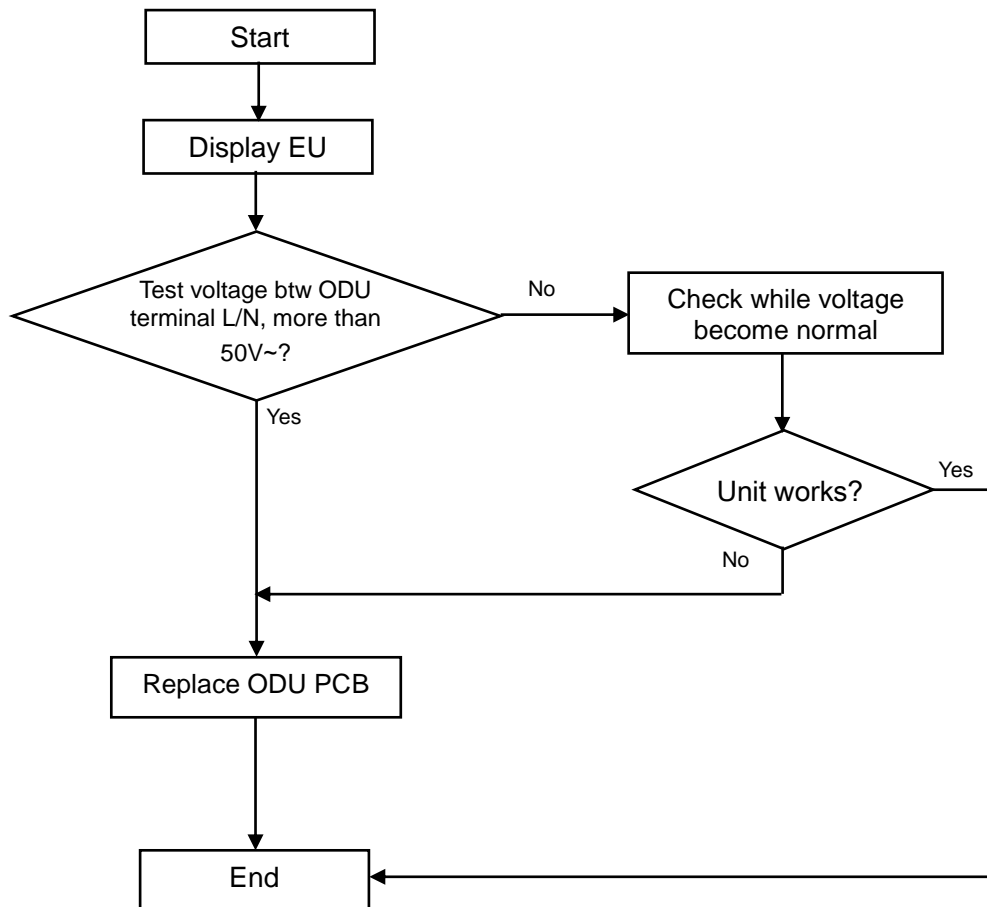 Start
Display EU
Test voltage btw ODU
terminal L/N, more than
50V~?
No
Check while voltage
become normal
Yes
Unit works?
Yes
No
Replace ODU PCB
End